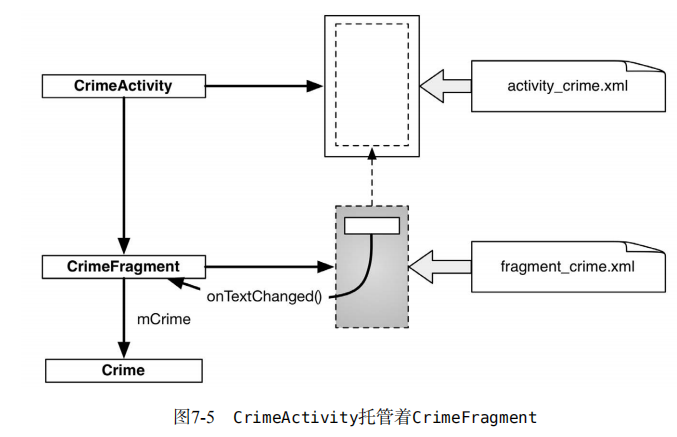 CrimeActivity
activity_crime.xml
CrimeFragment
fragment_crime.xml
onTextChanged()
mCrime
Crime
图7-5 CrimeActivity托管着CrimeFragment